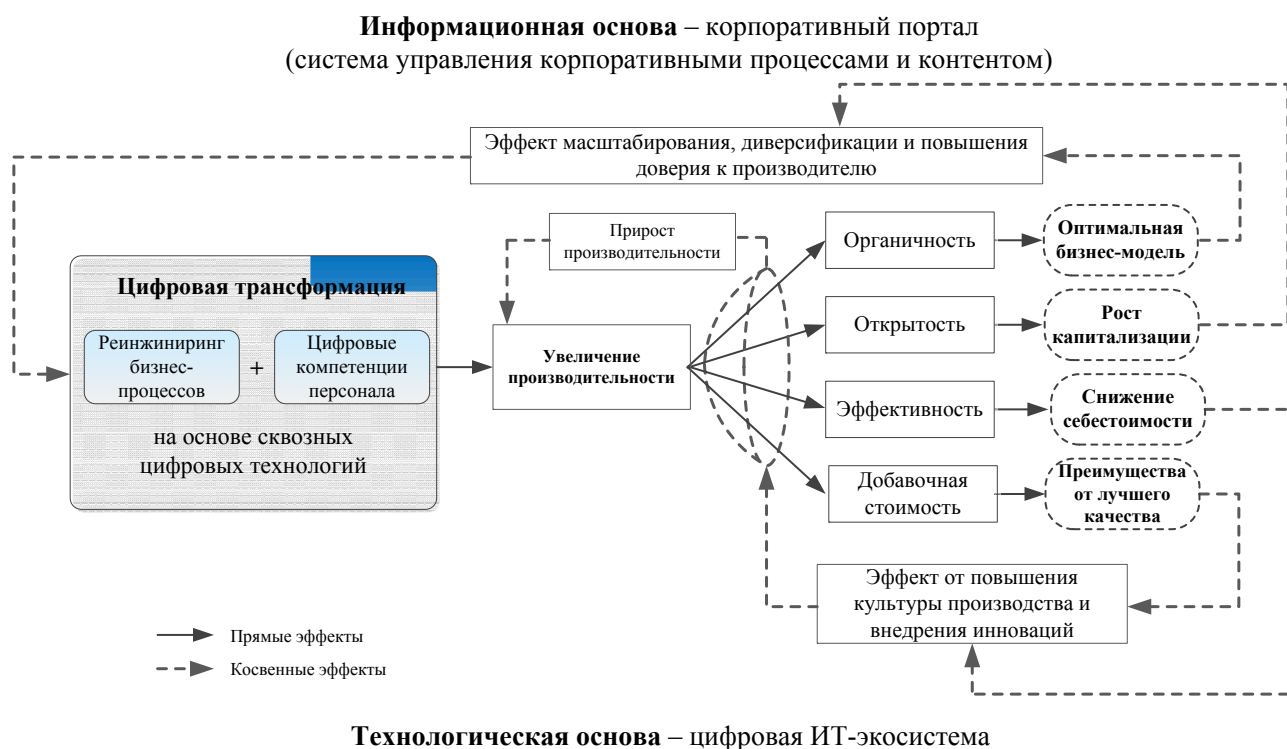 Информационная основа – корпоративный портал
(система управления корпоративными процессами и контентом)
Эффект масштабирования, диверсификации и повышения
доверия к производителю
Прирост
производительности
Органичность
Оптимальная
бизнес-модель
Цифровая трансформация
Реинжиниринг
бизнес-
процессов
+
Цифровые
компетенции
персонала
на основе сквозных
цифровых технологий
Увеличение
производительности
Открытость
Рост
капитализации
Эффективность
Снижение
себестоимости
Добавочная
стоимость
Преимущества
от лучшего
качества
Эффект от повышения
культуры производства и
внедрения инноваций
Прямые эффекты
Косвенные эффекты
Технологическая основа – цифровая ИТ-экосистема